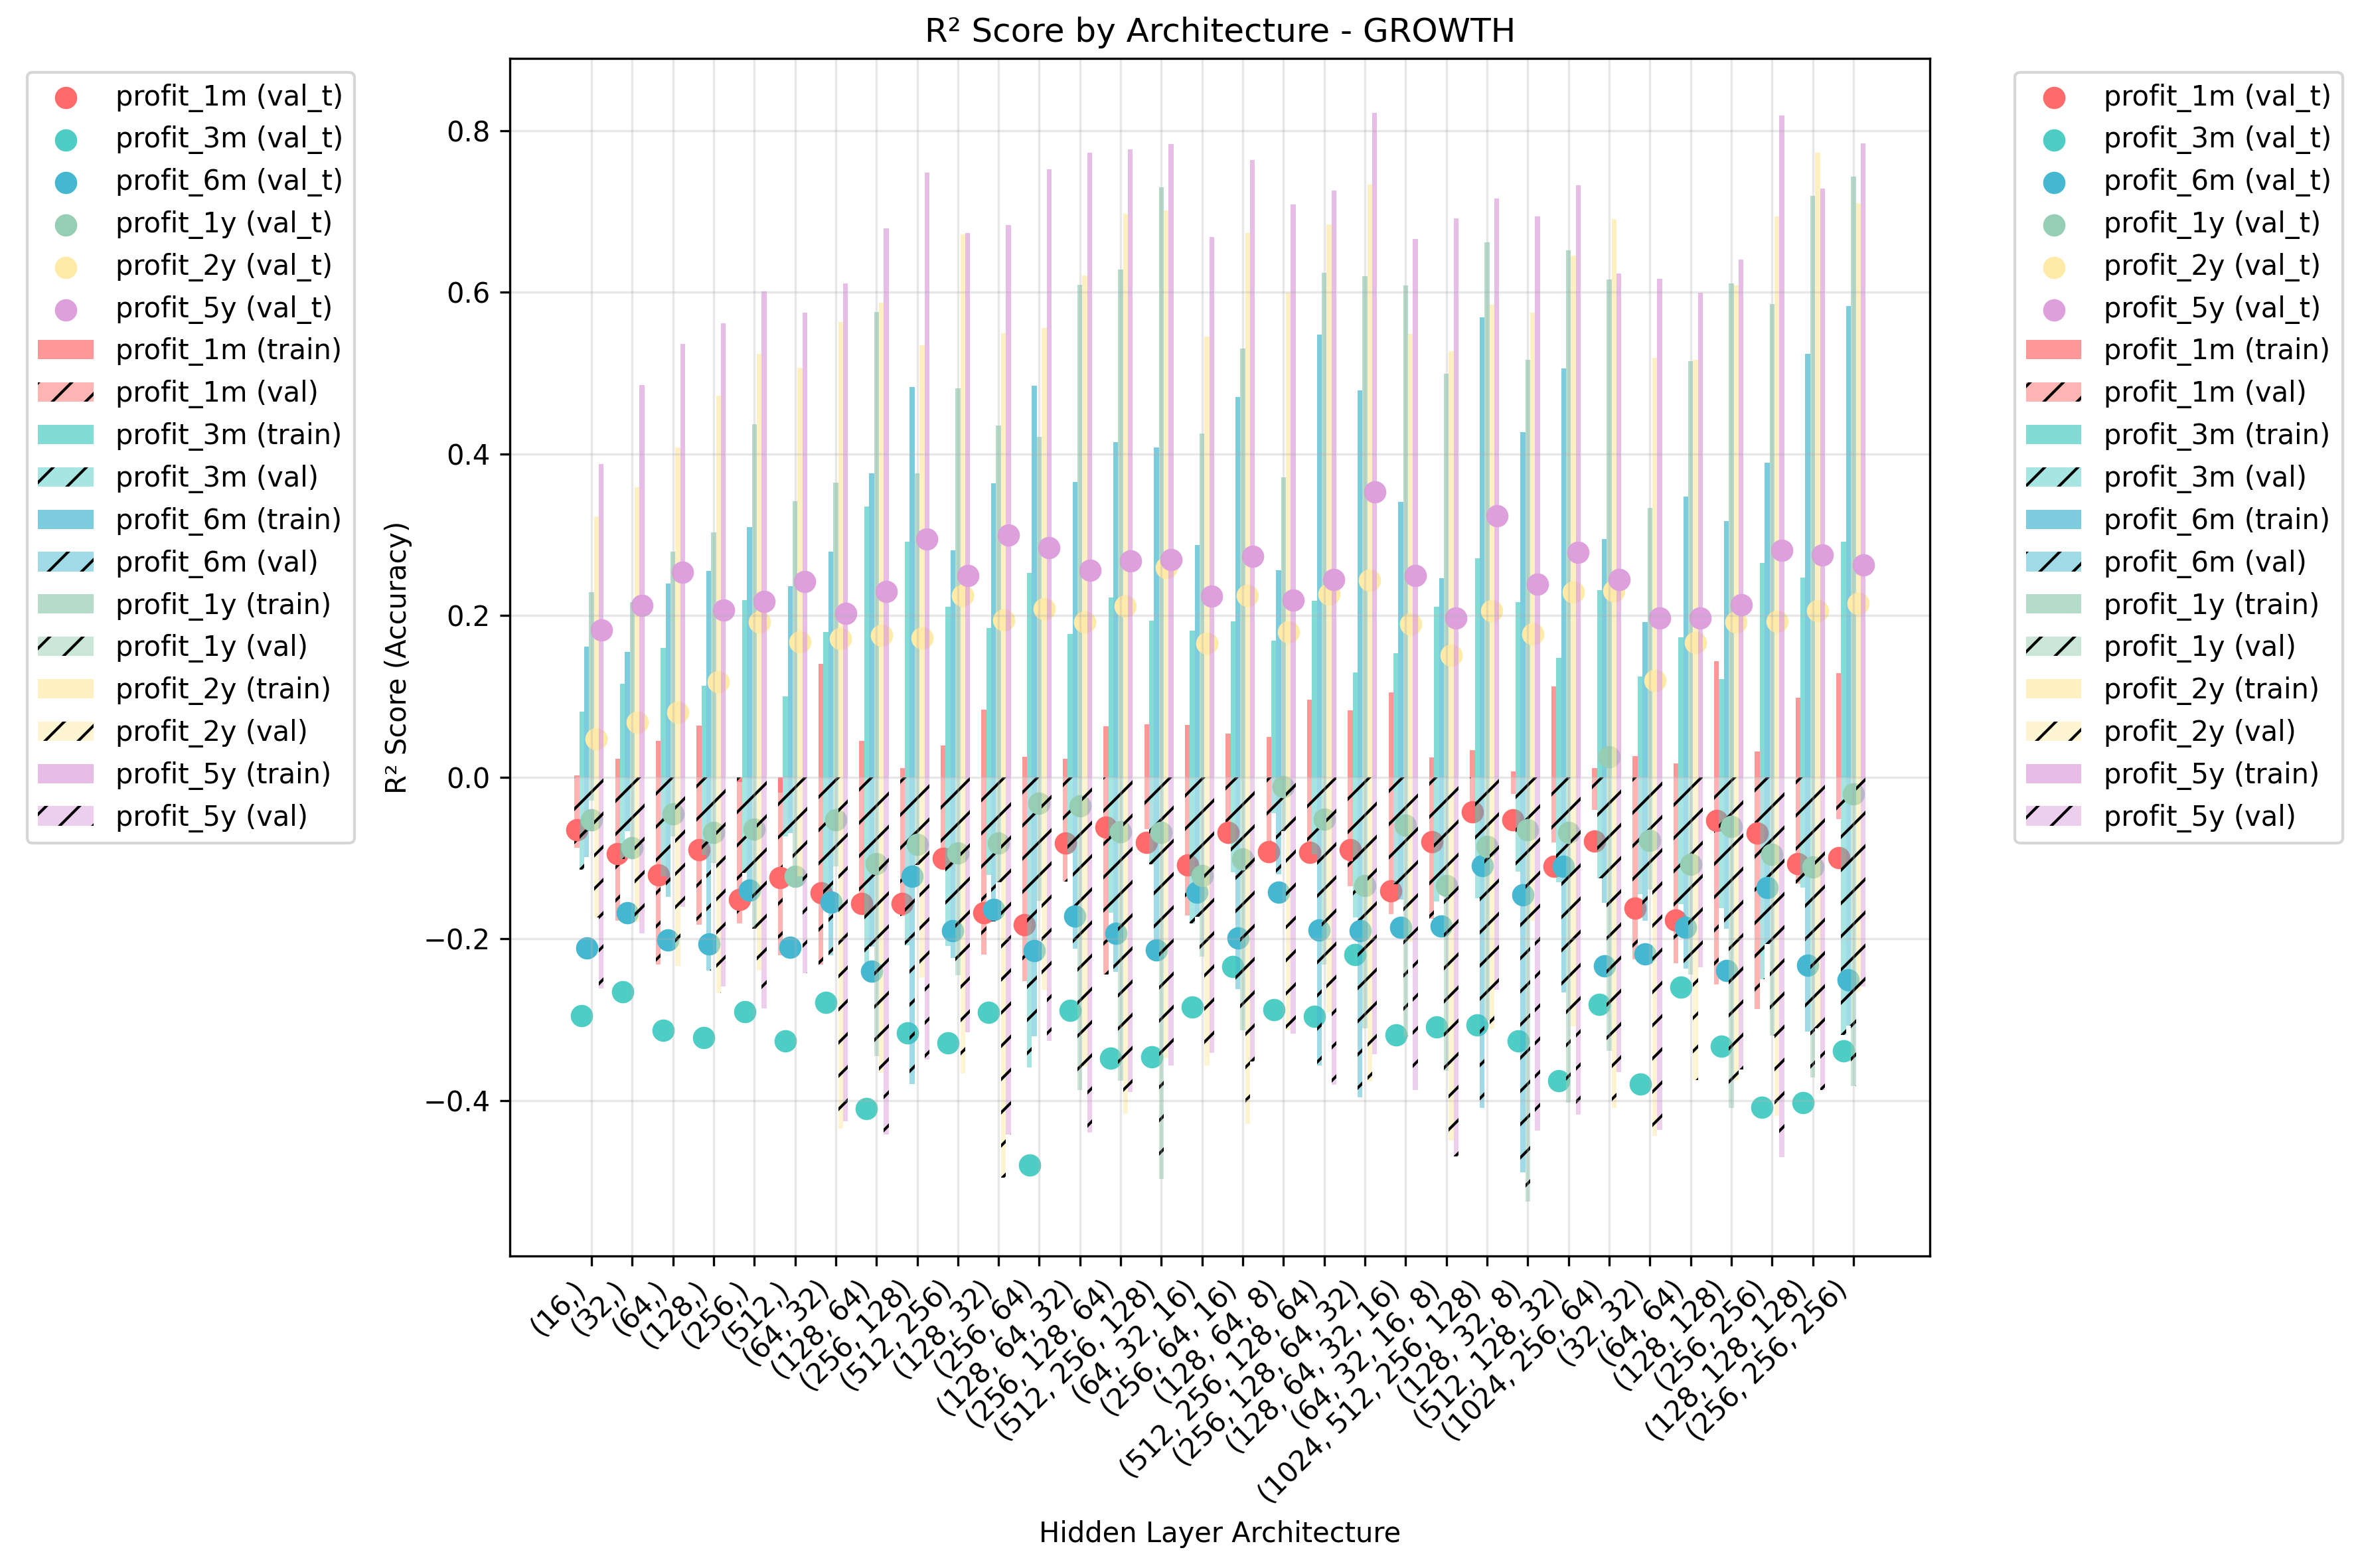 R² Score by Architecture - GROWTH
profit_1m (val_t)
profit_3m (val_t)
profit_6m (val_t)
profit_1y (val_t)
profit_2y (val_t)
profit_5y (val_t)
profit_1m (train)
profit_1m (val)
profit_3m (train)
profit_3m (val)
profit_6m (train)
profit_6m (val)
profit_1y (train)
profit_1y (val)
profit_2y (train)
profit_2y (val)
profit_5y (train)
profit_5y (val)
R² Score (Accuracy)
0.8
0.6
0.4
0.2
0.0
−0.2
−0.4
(16,)
(32,)
(64,)
(128,)
(256,)
(512,)
(64, 32)
(128, 64)
(256, 128)
(512, 256)
(128, 32)
(256, 64)
(128, 64, 32)
(256, 128, 64)
(512, 256, 128)
(64, 32, 16)
(256, 64, 16)
(128, 64, 8)
(512, 256, 128, 64)
(256, 128, 64, 32)
(128, 64, 32, 16)
(64, 32, 16, 8)
(1024, 512, 256, 128)
(128, 32, 8)
(512, 128, 32)
(1024, 256, 64)
(32, 32)
(64, 64)
(128, 128)
(256, 256)
(128, 128, 128)
(256, 256, 256)
Hidden Layer Architecture
profit_1m (val_t)
profit_3m (val_t)
profit_6m (val_t)
profit_1y (val_t)
profit_2y (val_t)
profit_5y (val_t)
profit_1m (train)
profit_1m (val)
profit_3m (train)
profit_3m (val)
profit_6m (train)
profit_6m (val)
profit_1y (train)
profit_1y (val)
profit_2y (train)
profit_2y (val)
profit_5y (train)
profit_5y (val)